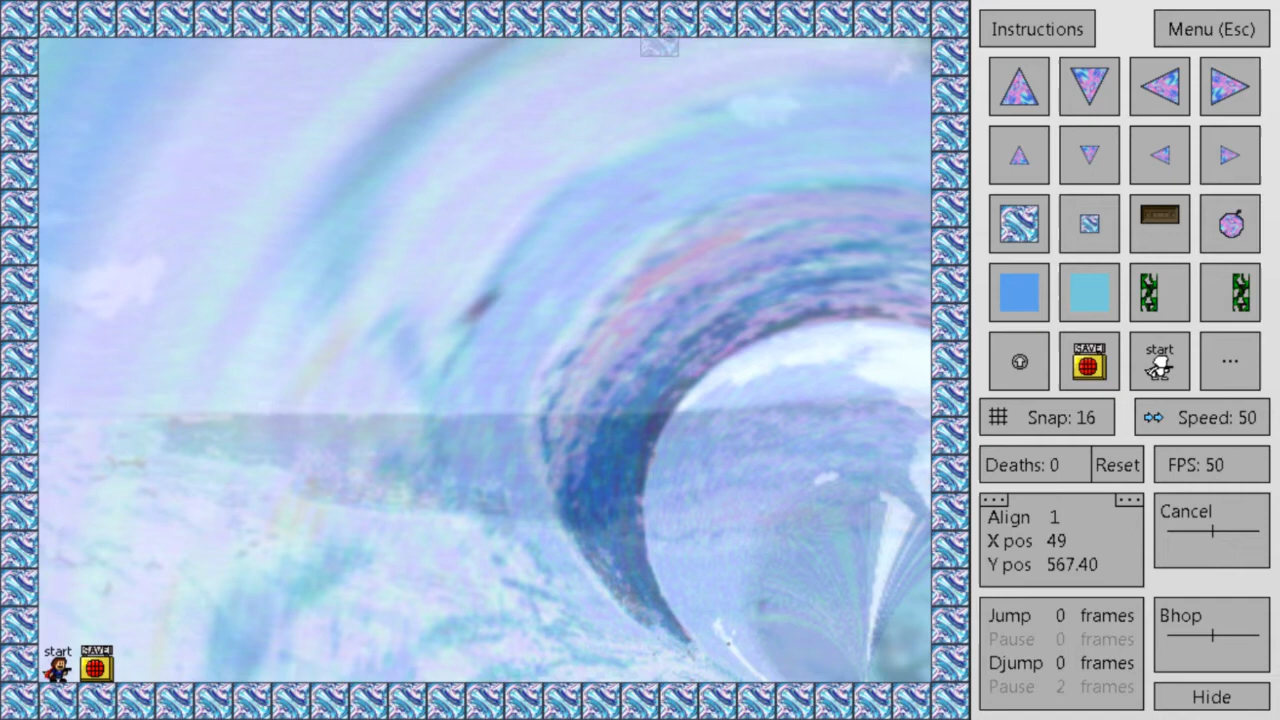 Instructions
Menu (Esc)
SAVE!
start
...
Snap: 16
Speed: 50
Deaths: 0
Reset
FPS: 50
...
...
Align 1
X pos 49
Y pos 567.40
Cancel
Jump 0 frames
Pause 0 frames
Djump 0 frames
Pause 2 frames
Bhop
Hide
start
SAVE!